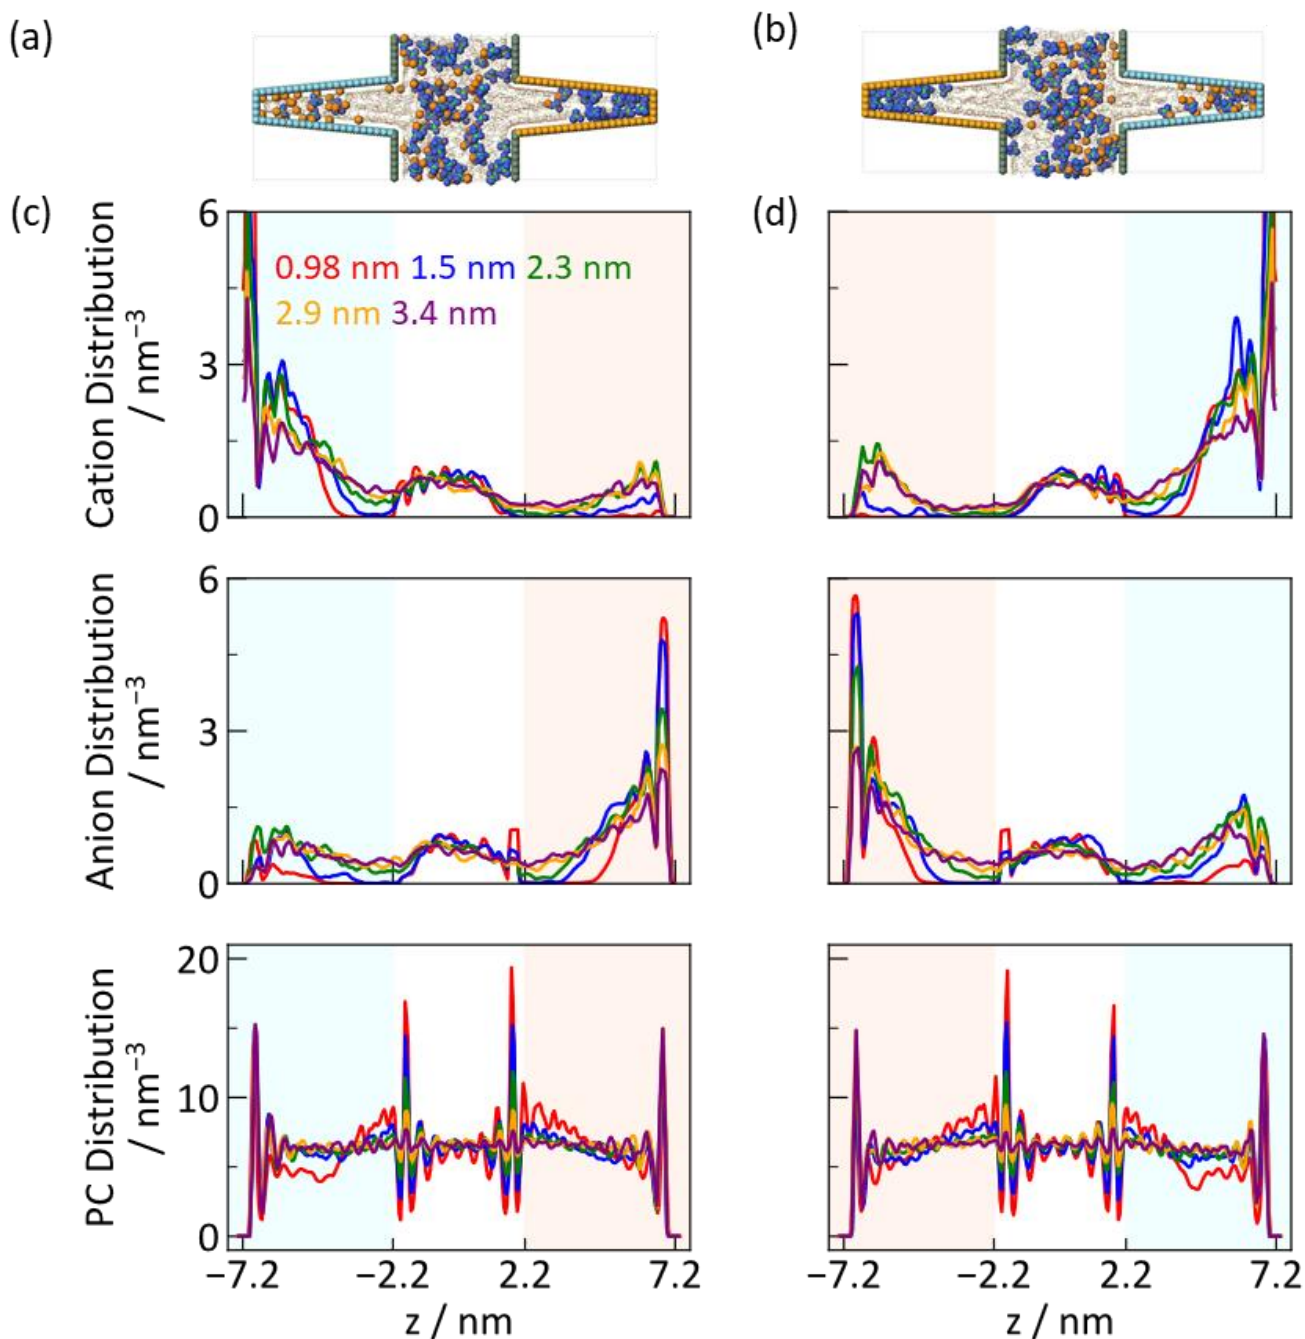 (a)
(b)
(c)
(d)
Cation Distribution
/ nm⁻³
6
3
0
0.98 nm 1.5 nm 2.3 nm
2.9 nm 3.4 nm
Anion Distribution
/ nm⁻³
6
3
0
PC Distribution
/ nm⁻³
20
10
0
−7.2 −2.2 2.2 7.2
z / nm
−7.2 −2.2 2.2 7.2
z / nm